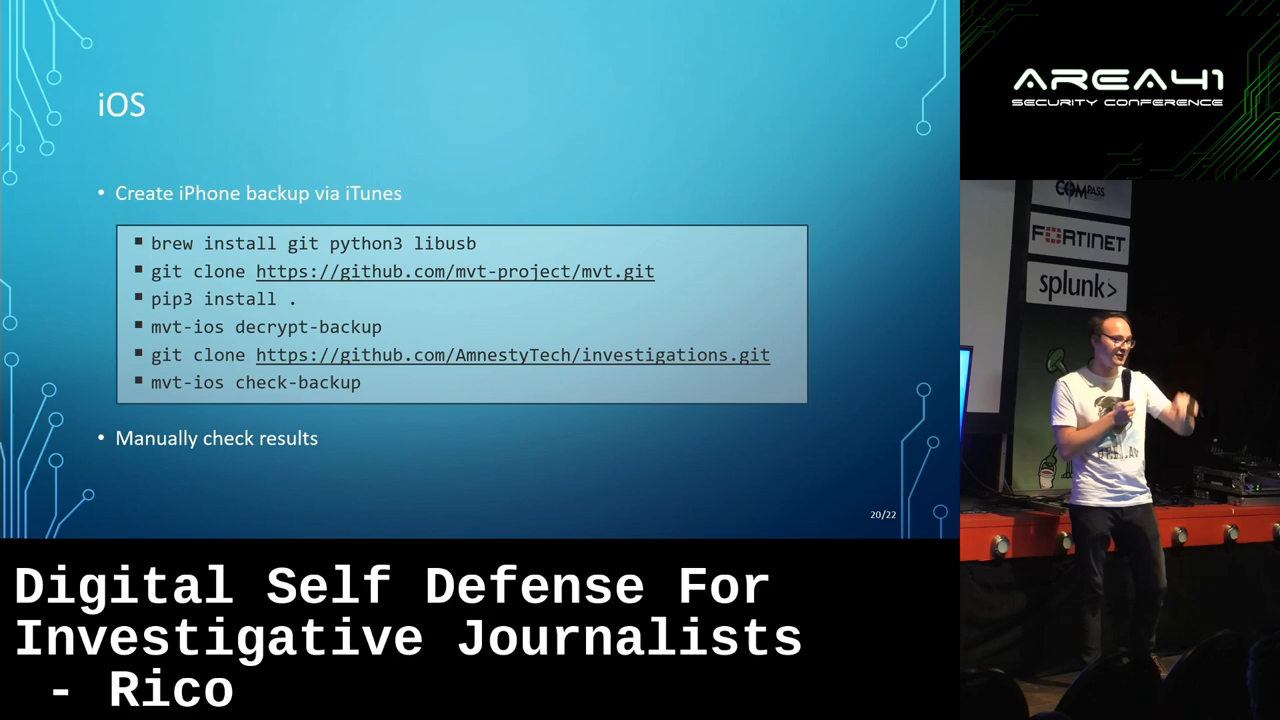 iOS
• Create iPhone backup via iTunes
▪ brew install git python3 libusb
▪ git clone https://github.com/mvt-project/mvt.git
▪ pip3 install .
▪ mvt-ios decrypt-backup
▪ git clone https://github.com/AmnestyTech/investigations.git
▪ mvt-ios check-backup
• Manually check results
20/22
AREA41
SECURITY CONFERENCE
COMPASS
FORTINET
splunk>
Digital Self Defense For
Investigative Journalists
- Rico